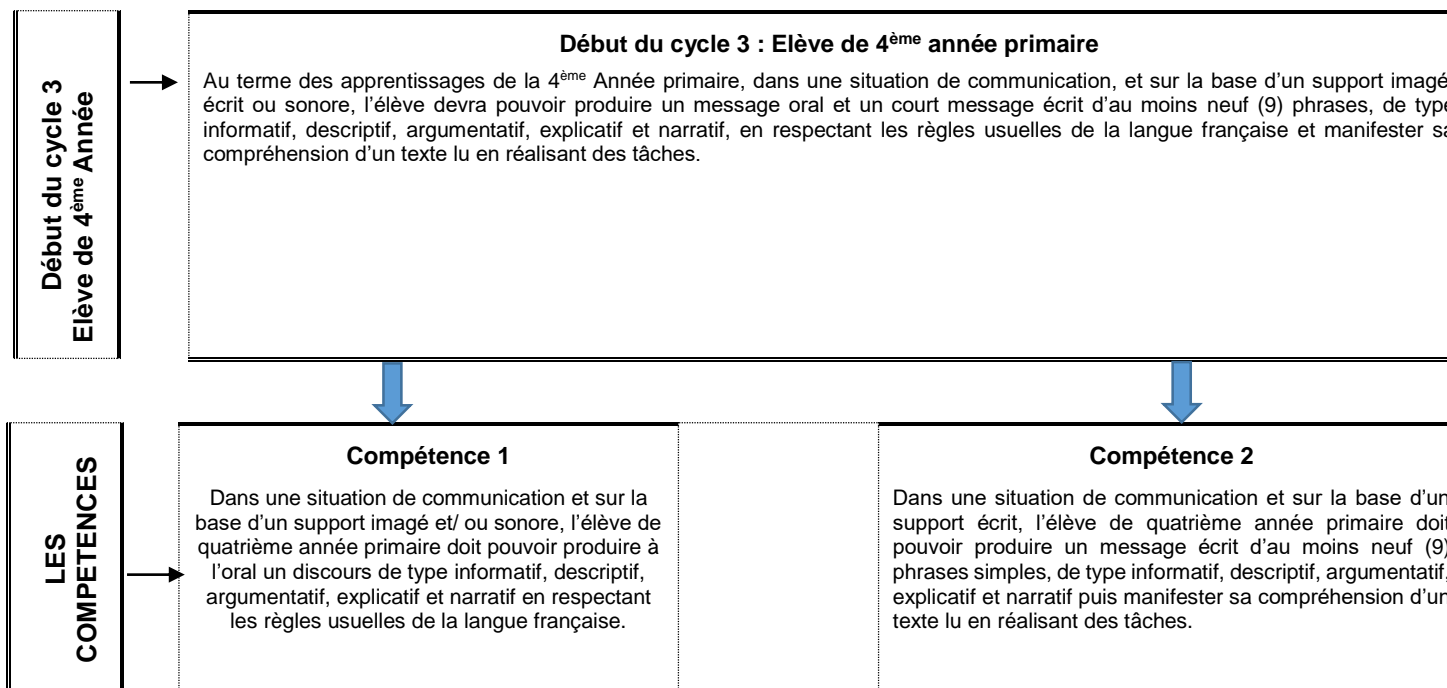 Début du cycle 3
Elève de 4ème Année
Début du cycle 3 : Elève de 4ème année primaire
Au terme des apprentissages de la 4ème Année primaire, dans une situation de communication, et sur la base d’un support imagé
écrit ou sonore, l’élève devra pouvoir produire un message oral et un court message écrit d’au moins neuf (9) phrases, de type
informatif, descriptif, argumentatif, explicatif et narratif, en respectant les règles usuelles de la langue française et manifester sa
compréhension d’un texte lu en réalisant des tâches.
LES
COMPETENCES
Compétence 1
Dans une situation de communication et sur la
base d’un support imagé et/ ou sonore, l’élève de
quatrième année primaire doit pouvoir produire à
l’oral un discours de type informatif, descriptif,
argumentatif, explicatif et narratif en respectant
les règles usuelles de la langue française.
Compétence 2
Dans une situation de communication et sur la base d’un
support écrit, l’élève de quatrième année primaire doit
pouvoir produire un message écrit d’au moins neuf (9)
phrases simples, de type informatif, descriptif, argumentatif,
explicatif et narratif puis manifester sa compréhension d’un
texte lu en réalisant des tâches.